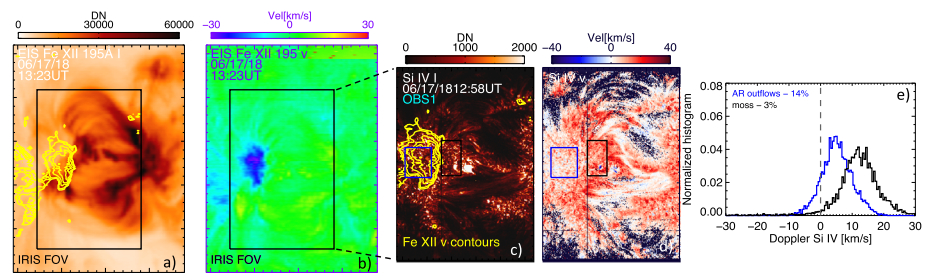 DN
0 30000 60000
EIS Fe XII 195A I
06/17/18
13:23UT
IRIS FOV
a)
Vel[km/s]
−30 30
EIS Fe XII 195 v
06/17/18
13:23UT
IRIS FOV
b)
DN
0 1000 2000
Si IV I
06/17/1812:58UT
OBS1
Fe XII v contours
c)
Vel[km/s]
−40 0 40
Si IV v
d)
Normalized histogram
0.08
0.06
0.04
0.02
0.00
AR outflows − 14%
moss − 3%
e)
−30 −20 −10 0 10 20 30
Doppler Si IV [km/s]